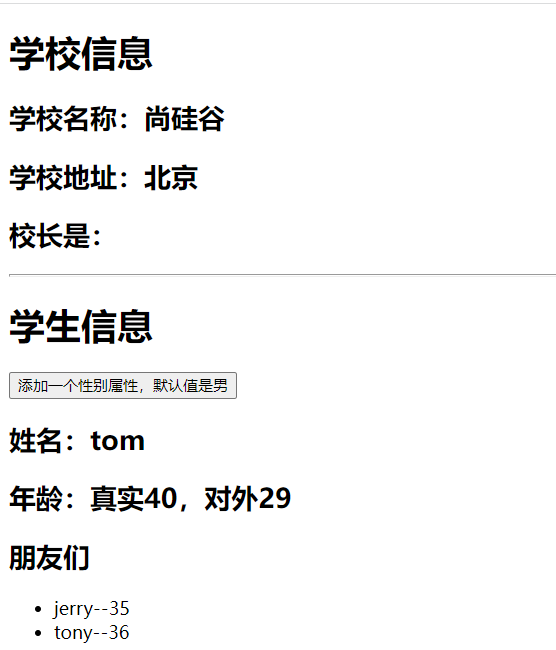 学校信息
学校名称：尚硅谷
学校地址：北京
校长是：
学生信息
添加一个性别属性，默认值是男
姓名：tom
年龄：真实40，对外29
朋友们
jerry--35
tony--36